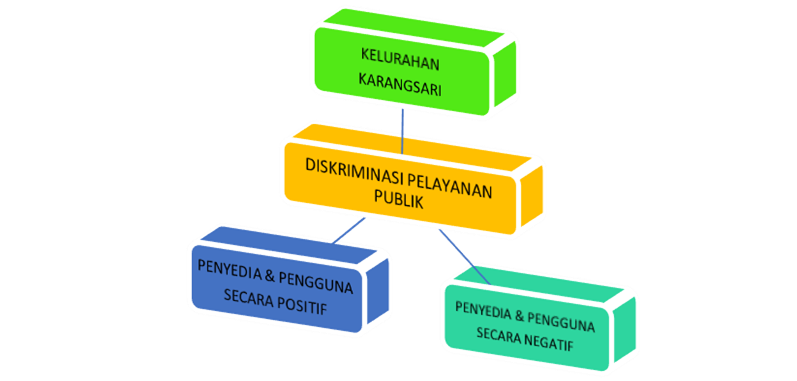 KELURAHAN
KARANGSARI
DISKRIMINASI PELAYANAN
PUBLIK
PENYEDIA & PENGGUNA
SECARA POSITIF
PENYEDIA & PENGGUNA
SECARA NEGATIF